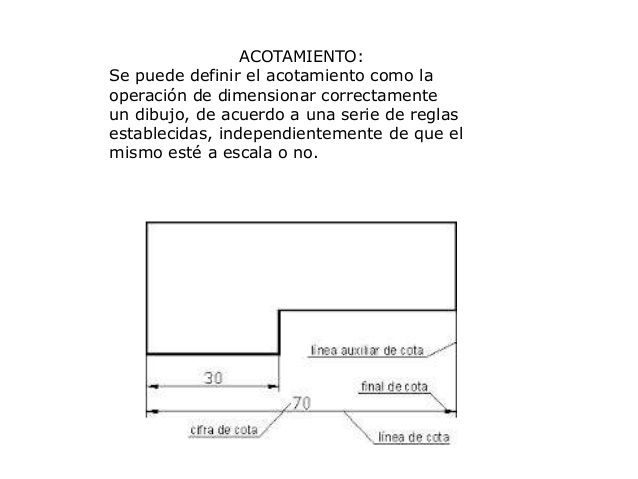 ACOTAMIENTO:
Se puede definir el acotamiento como la
operación de dimensionar correctamente
un dibujo, de acuerdo a una serie de reglas
establecidas, independientemente de que el
mismo esté a escala o no.
línea auxiliar de cota
30
final de cota
70
cifra de cota
línea de cota